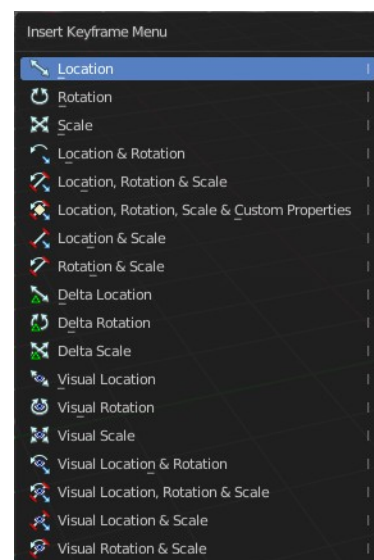 Insert Keyframe Menu
Location
Rotation
Scale
Location & Rotation
Location, Rotation & Scale
Location, Rotation, Scale & Custom Properties
Location & Scale
Rotation & Scale
Delta Location
Delta Rotation
Delta Scale
Visual Location
Visual Rotation
Visual Scale
Visual Location & Rotation
Visual Location, Rotation & Scale
Visual Location & Scale
Visual Rotation & Scale